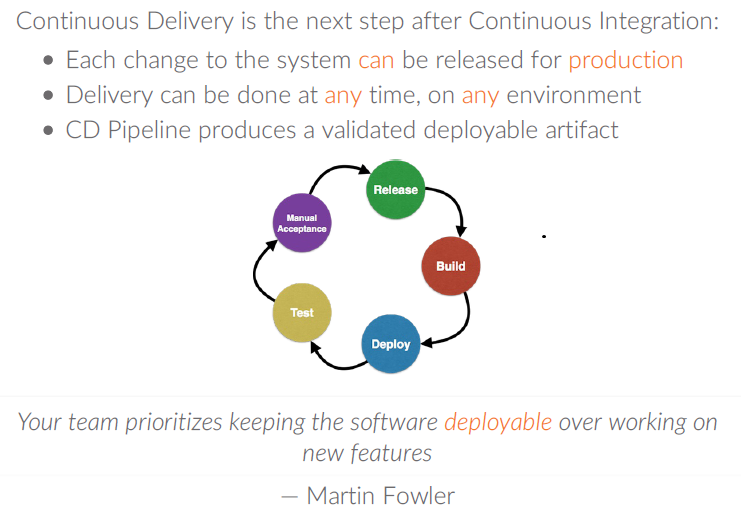 Continuous Delivery is the next step after Continuous Integration:
• Each change to the system can be released for production
• Delivery can be done at any time, on any environment
• CD Pipeline produces a validated deployable artifact
Release
Manual
Acceptance
Build
Test
Deploy
Your team prioritizes keeping the software deployable over working on
new features
— Martin Fowler